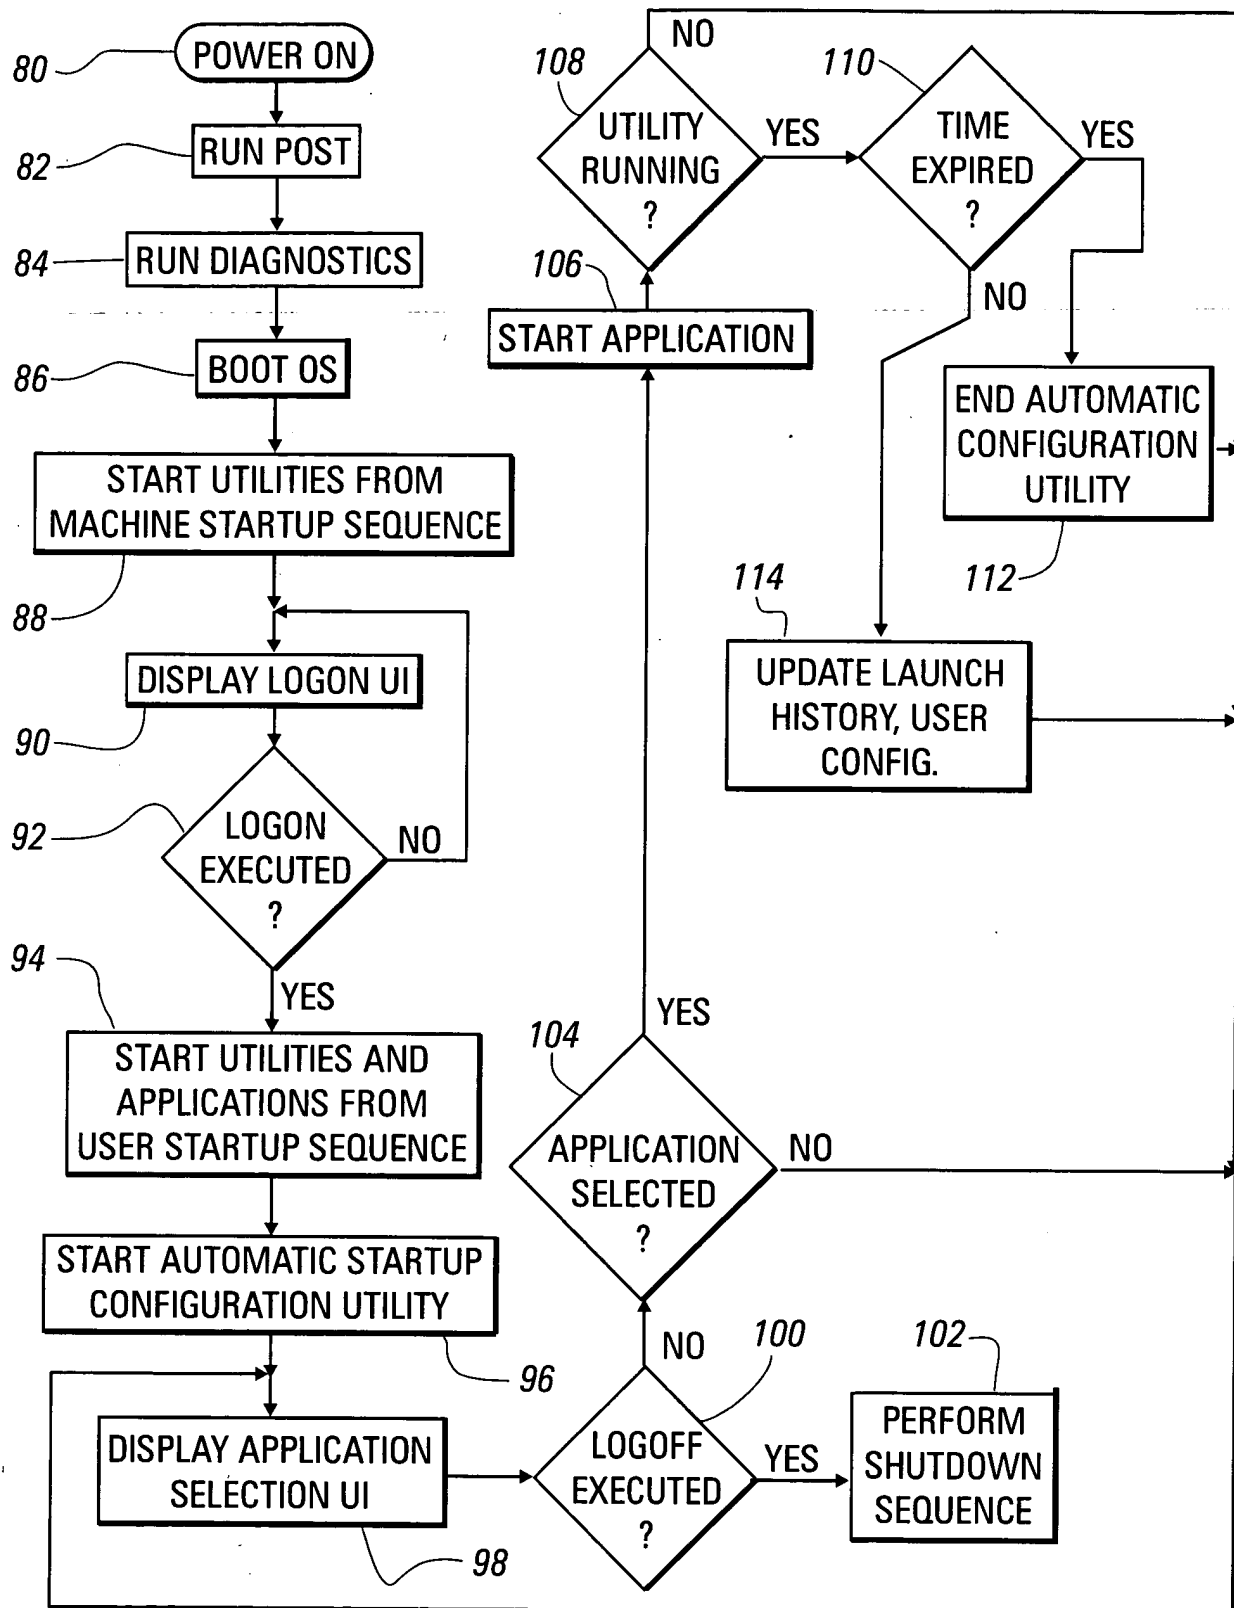 80
POWER ON
82
RUN POST
84
RUN DIAGNOSTICS
86
BOOT OS
START UTILITIES FROM
MACHINE STARTUP SEQUENCE
88
DISPLAY LOGON UI
90
92
LOGON
EXECUTED
?
NO
94
YES
START UTILITIES AND
APPLICATIONS FROM
USER STARTUP SEQUENCE
START AUTOMATIC STARTUP
CONFIGURATION UTILITY
96
DISPLAY APPLICATION
SELECTION UI
98
100
LOGOFF
EXECUTED
?
YES
NO
102
PERFORM
SHUTDOWN
SEQUENCE
104
APPLICATION
SELECTED
?
NO
YES
106
START APPLICATION
108
UTILITY
RUNNING
?
NO
YES
110
TIME
EXPIRED
?
YES
NO
END AUTOMATIC
CONFIGURATION
UTILITY
112
114
UPDATE LAUNCH
HISTORY, USER
CONFIG.